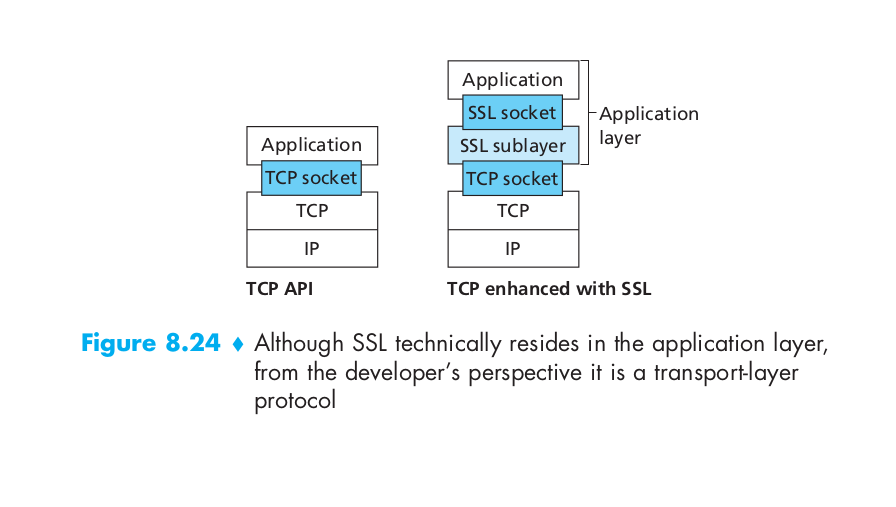 Application
TCP socket
TCP
IP
TCP API
Application
SSL socket
SSL sublayer
TCP socket
TCP
IP
Application
layer
TCP enhanced with SSL
Figure 8.24 ♦ Although SSL technically resides in the application layer,
from the developer’s perspective it is a transport-layer
protocol